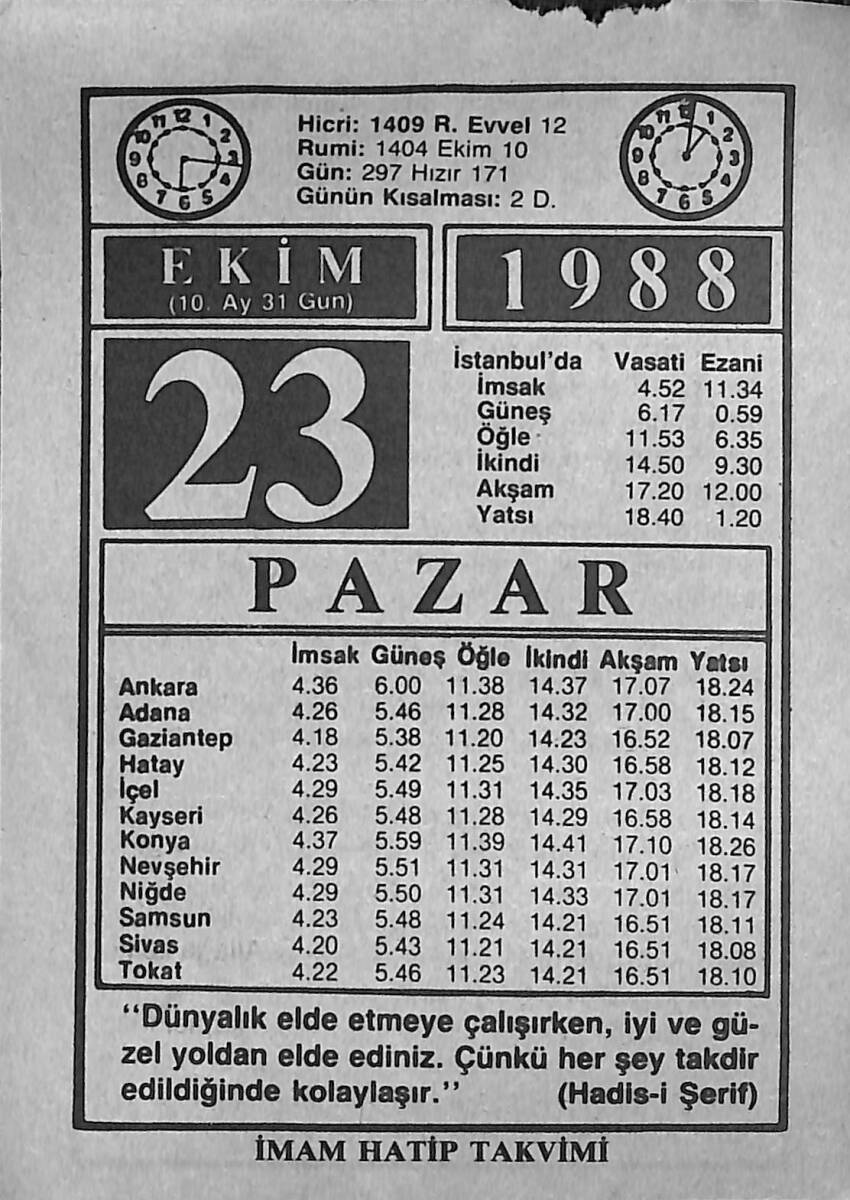 Hicri: 1409 R. Evvel 12
Rumi: 1404 Ekim 10
Gün: 297 Hızır 171
Günün Kısalması: 2 D.
EKİM
(10. Ay 31 Gun)
1988
23
İstanbul'da Vasati Ezani
İmsak 4.52 11.34
Güneş 6.17 0.59
Öğle 11.53 6.35
İkindi 14.50 9.30
Akşam 17.20 12.00
Yatsı 18.40 1.20
PAZAR
İmsak Güneş Öğle İkindi Akşam Yatsı
Ankara 4.36 6.00 11.38 14.37 17.07 18.24
Adana 4.26 5.46 11.28 14.32 17.00 18.15
Gaziantep 4.18 5.38 11.20 14.23 16.52 18.07
Hatay 4.23 5.42 11.25 14.30 16.58 18.12
İçel 4.29 5.49 11.31 14.35 17.03 18.18
Kayseri 4.26 5.48 11.28 14.29 16.58 18.14
Konya 4.37 5.59 11.39 14.41 17.10 18.26
Nevşehir 4.29 5.51 11.31 14.31 17.01 18.17
Niğde 4.29 5.50 11.31 14.33 17.01 18.17
Samsun 4.23 5.48 11.24 14.21 16.51 18.11
Sivas 4.20 5.43 11.21 14.21 16.51 18.08
Tokat 4.22 5.46 11.23 14.21 16.51 18.10
"Dünyalık elde etmeye çalışırken, iyi ve gü-
zel yoldan elde ediniz. Çünkü her şey takdir
edildiğinde kolaylaşır." (Hadis-i Şerif)
İMAM HATİP TAKVİMİ